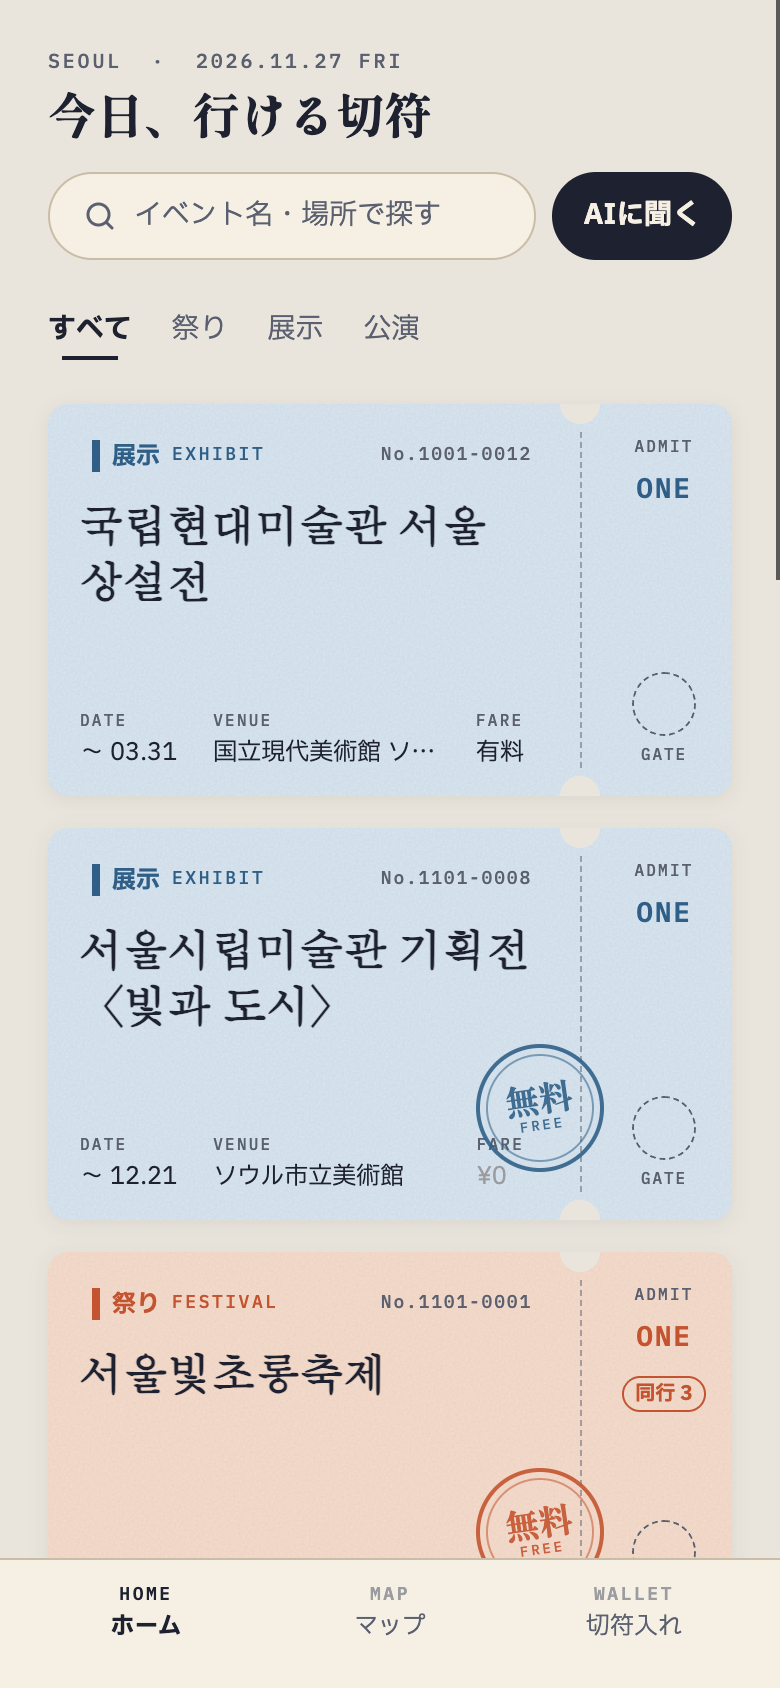 SEOUL · 2026.11.27 FRI
今日、行ける切符
イベント名・場所で探す
AIに聞く
すべて 祭り 展示 公演
展示 EXHIBIT No.1001-0012
ADMIT
ONE
국립현대미술관 서울
상설전
DATE VENUE FARE
〜 03.31 国立現代美術館 ソ… 有料
GATE
展示 EXHIBIT No.1001-0008
ADMIT
ONE
서울시립미술관 기획전
〈빛과 도시〉
無料
FREE
DATE VENUE FARE
〜 12.21 ソウル市立美術館 ¥0
GATE
祭り FESTIVAL No.1101-0001
ADMIT
ONE
同行 3
서울빛초롱축제
無料
FREE
HOME MAP WALLET
ホーム マップ 切符入れ